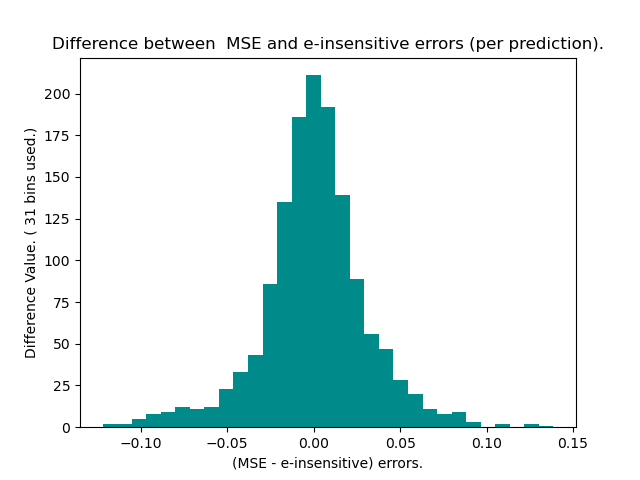 Difference between  MSE and e-insensitive errors (per prediction).
200
175
150
125
100
75
50
25
0
Difference Value. ( 31 bins used.)
−0.10 −0.05 0.00 0.05 0.10 0.15
(MSE - e-insensitive) errors.